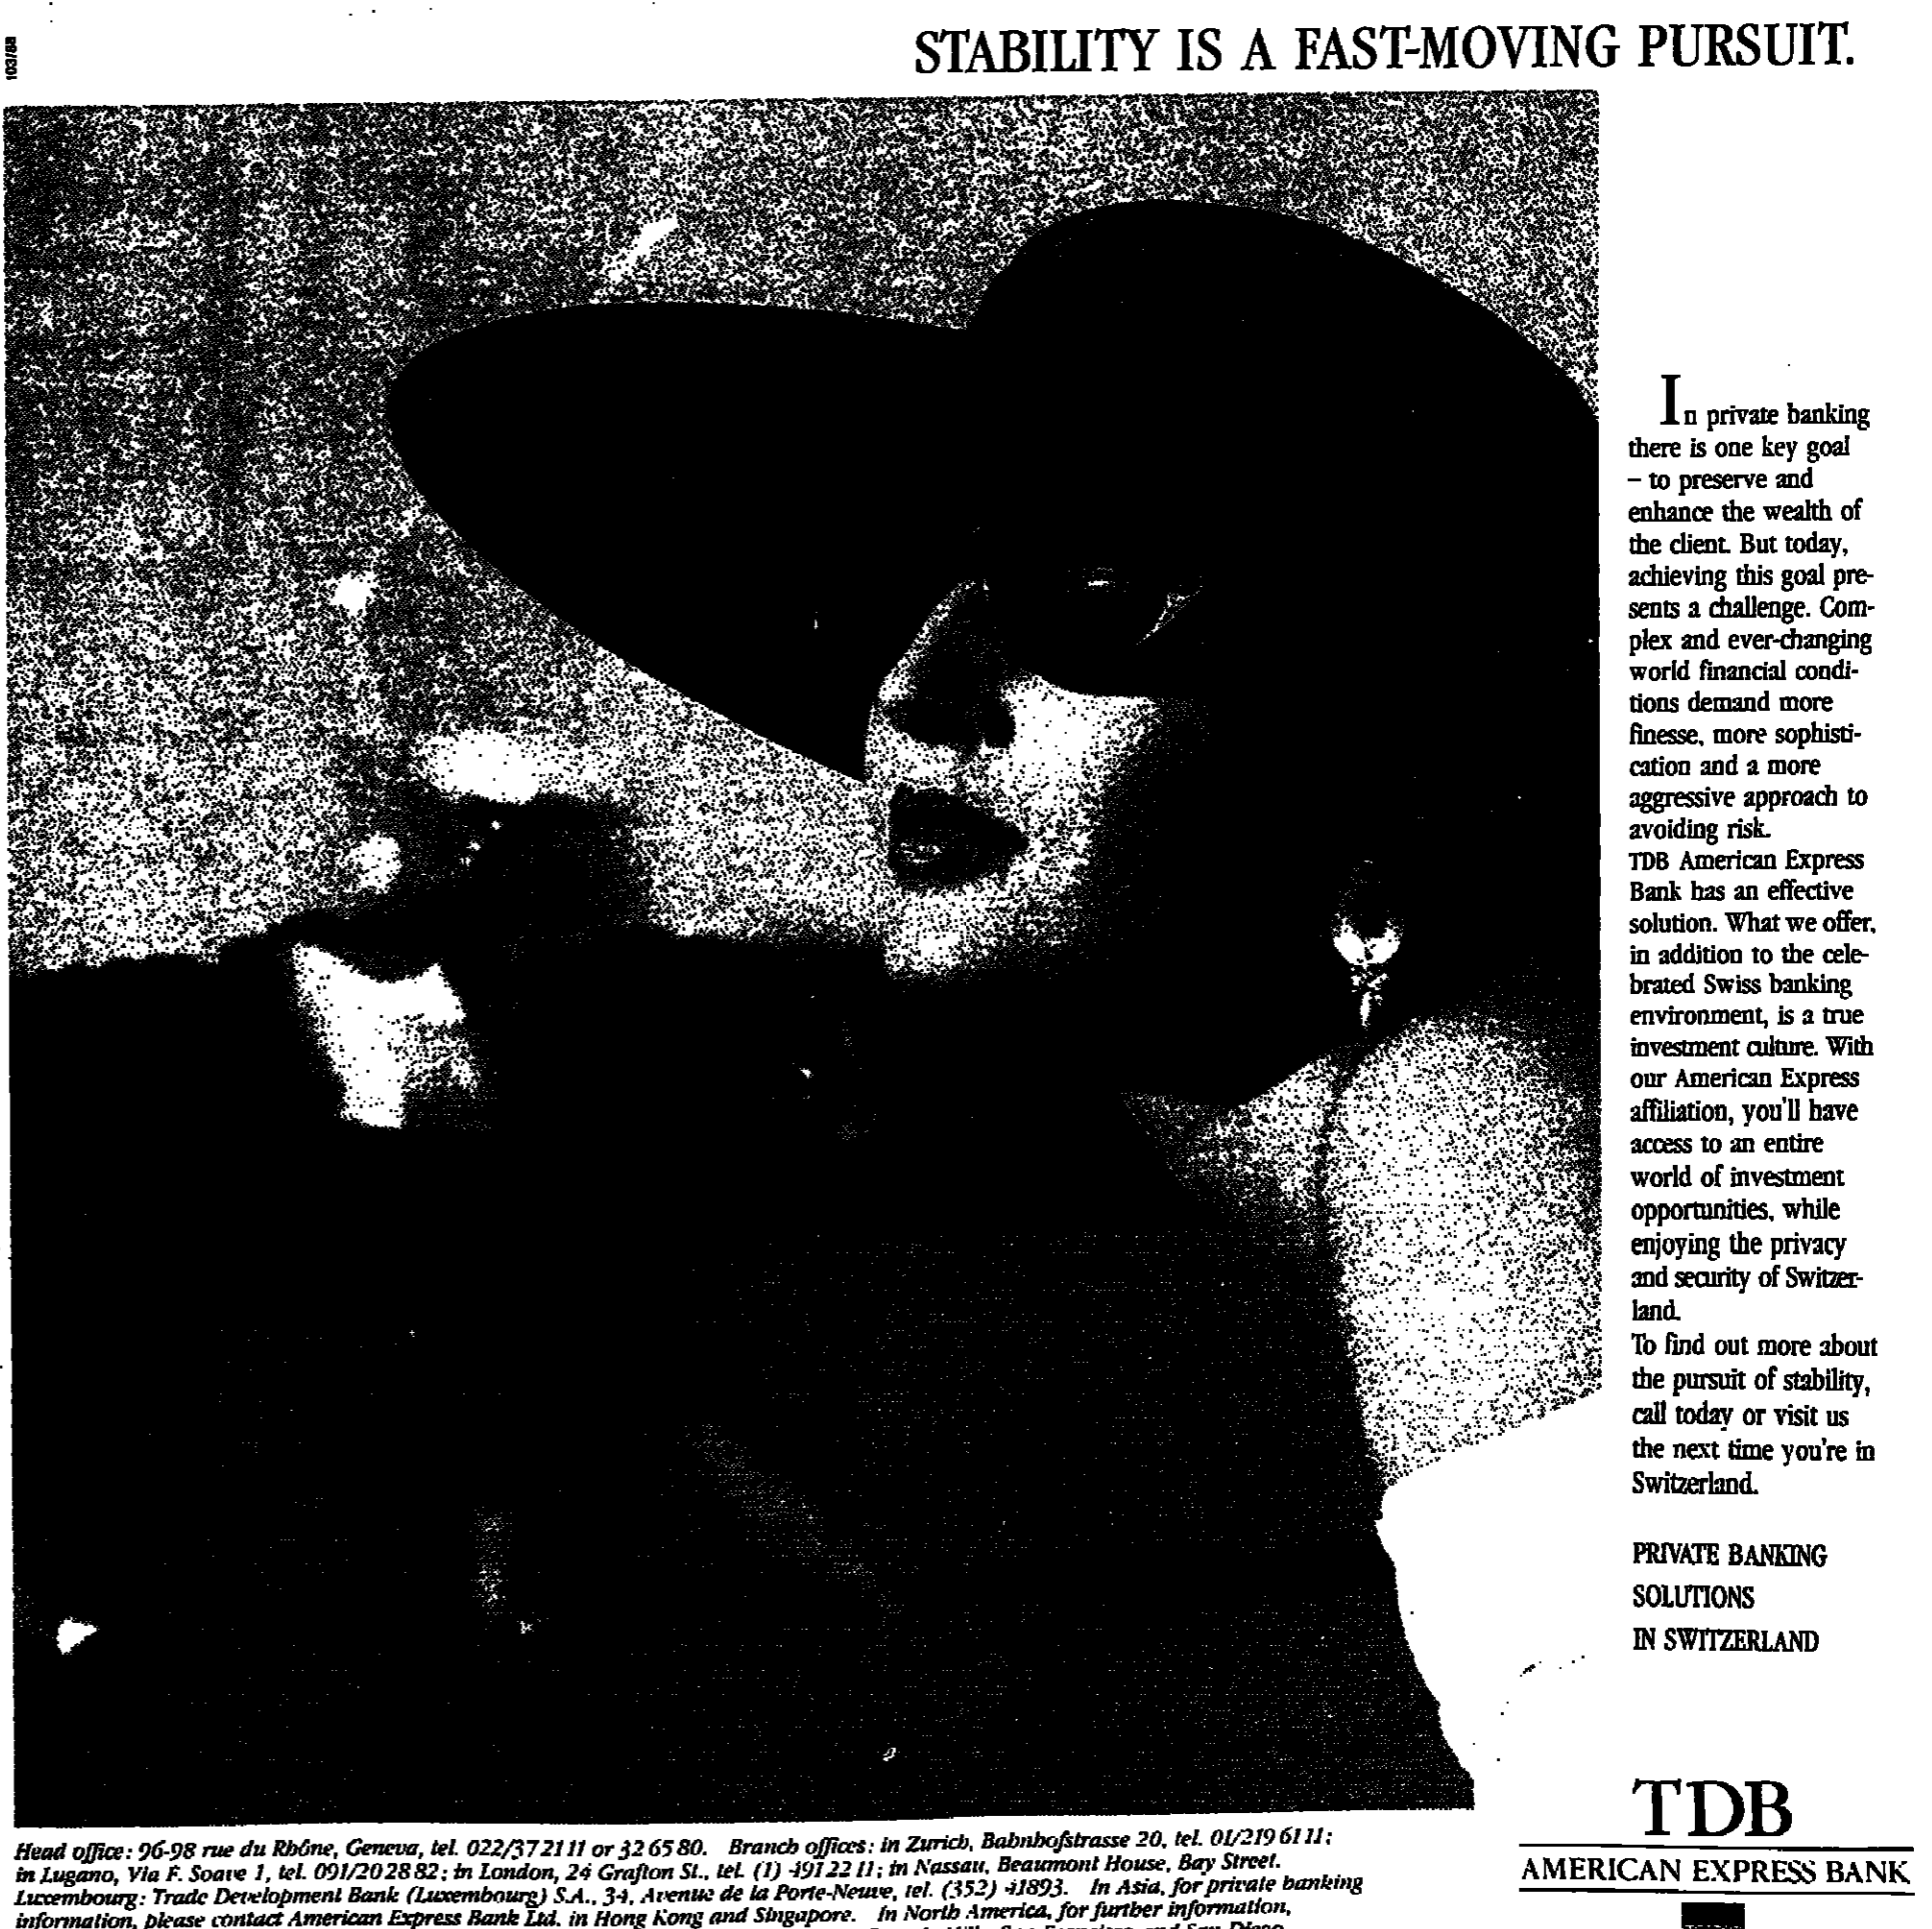 103/88
STABILITY IS A FAST-MOVING PURSUIT.
In private banking
there is one key goal
– to preserve and
enhance the wealth of
the client. But today,
achieving this goal pre-
sents a challenge. Com-
plex and ever-changing
world financial condi-
tions demand more
finesse, more sophisti-
cation and a more
aggressive approach to
avoiding risk.
TDB American Express
Bank has an effective
solution. What we offer,
in addition to the cele-
brated Swiss banking
environment, is a true
investment culture. With
our American Express
affiliation, you'll have
access to an entire
world of investment
opportunities, while
enjoying the privacy
and security of Switzer-
land.
To find out more about
the pursuit of stability,
call today or visit us
the next time you're in
Switzerland.
PRIVATE BANKING
SOLUTIONS
IN SWITZERLAND
TDB
AMERICAN EXPRESS BANK
Head office: 96-98 rue du Rhône, Geneva, tel. 022/37 21 11 or 32 65 80. Branch offices: in Zurich, Bahnhofstrasse 20, tel. 01/219 61 11;
in Lugano, Via F. Soave 1, tel. 091/20 28 82; in London, 24 Grafton St., tel. (1) 491 22 11; in Nassau, Beaumont House, Bay Street.
Luxembourg: Trade Development Bank (Luxembourg) S.A., 34, Avenue de la Porte-Neuve, tel. (352) 41893. In Asia, for private banking
information, please contact American Express Bank Ltd. in Hong Kong and Singapore. In North America, for further information,
San Francisco and San Diego